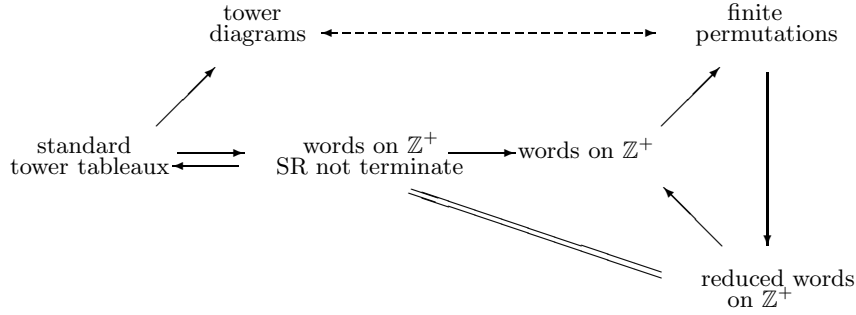 tower
diagrams
finite
permutations
standard
tower tableaux
words on ℤ⁺
SR not terminate
words on ℤ⁺
reduced words
on ℤ⁺